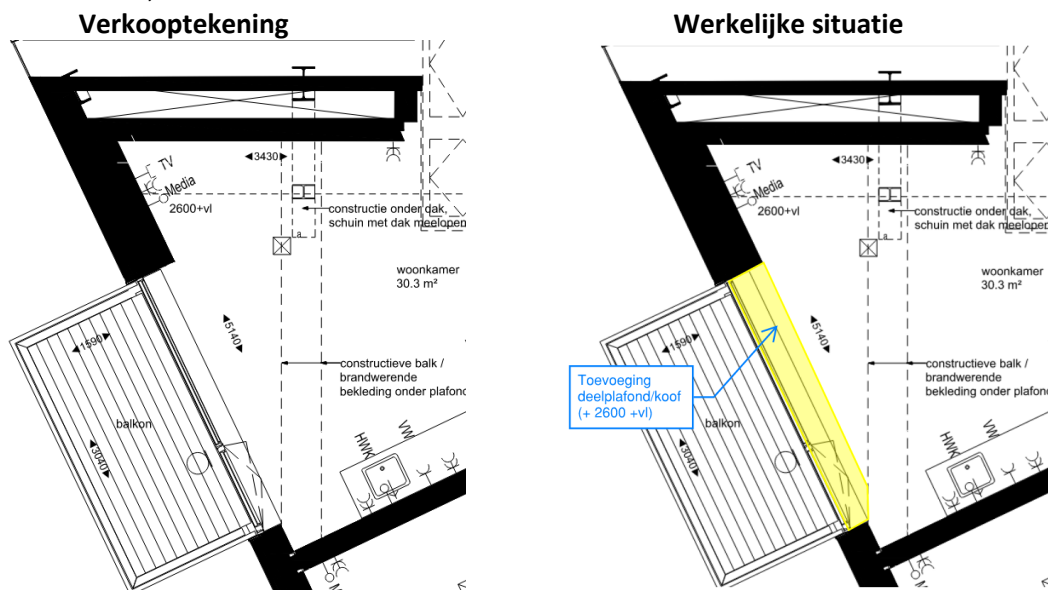 Verkooptekening
TV
Media
3430
2600+vl
constructie onder dak,
schuin met dak meelopen
a
woonkamer
30.3 m²
5140
1590
constructieve balk /
brandwerende
bekleding onder plafond
balkon
3040
HWK
VW
Werkelijke situatie
TV
Media
3430
2600+vl
constructie onder dak,
schuin met dak meelopen
a
woonkamer
30.3 m²
5140
1590
constructieve balk /
brandwerende
bekleding onder plafond
Toevoeging
deelplafond/koof
(+ 2600 +vl)
balkon
3040
HWK
VW